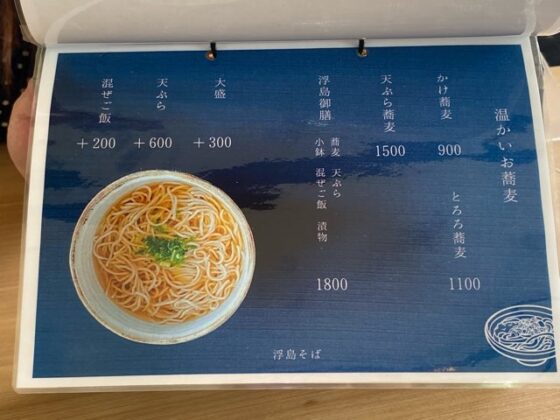 温かいお蕎麦
かけ蕎麦
900
とろろ蕎麦
1100
天ぷら蕎麦
1500
浮島御膳
蕎麦 天ぷら
小鉢 混ぜご飯 漬物
1800
大盛
+300
天ぷら
+600
混ぜご飯
+200
浮島そば